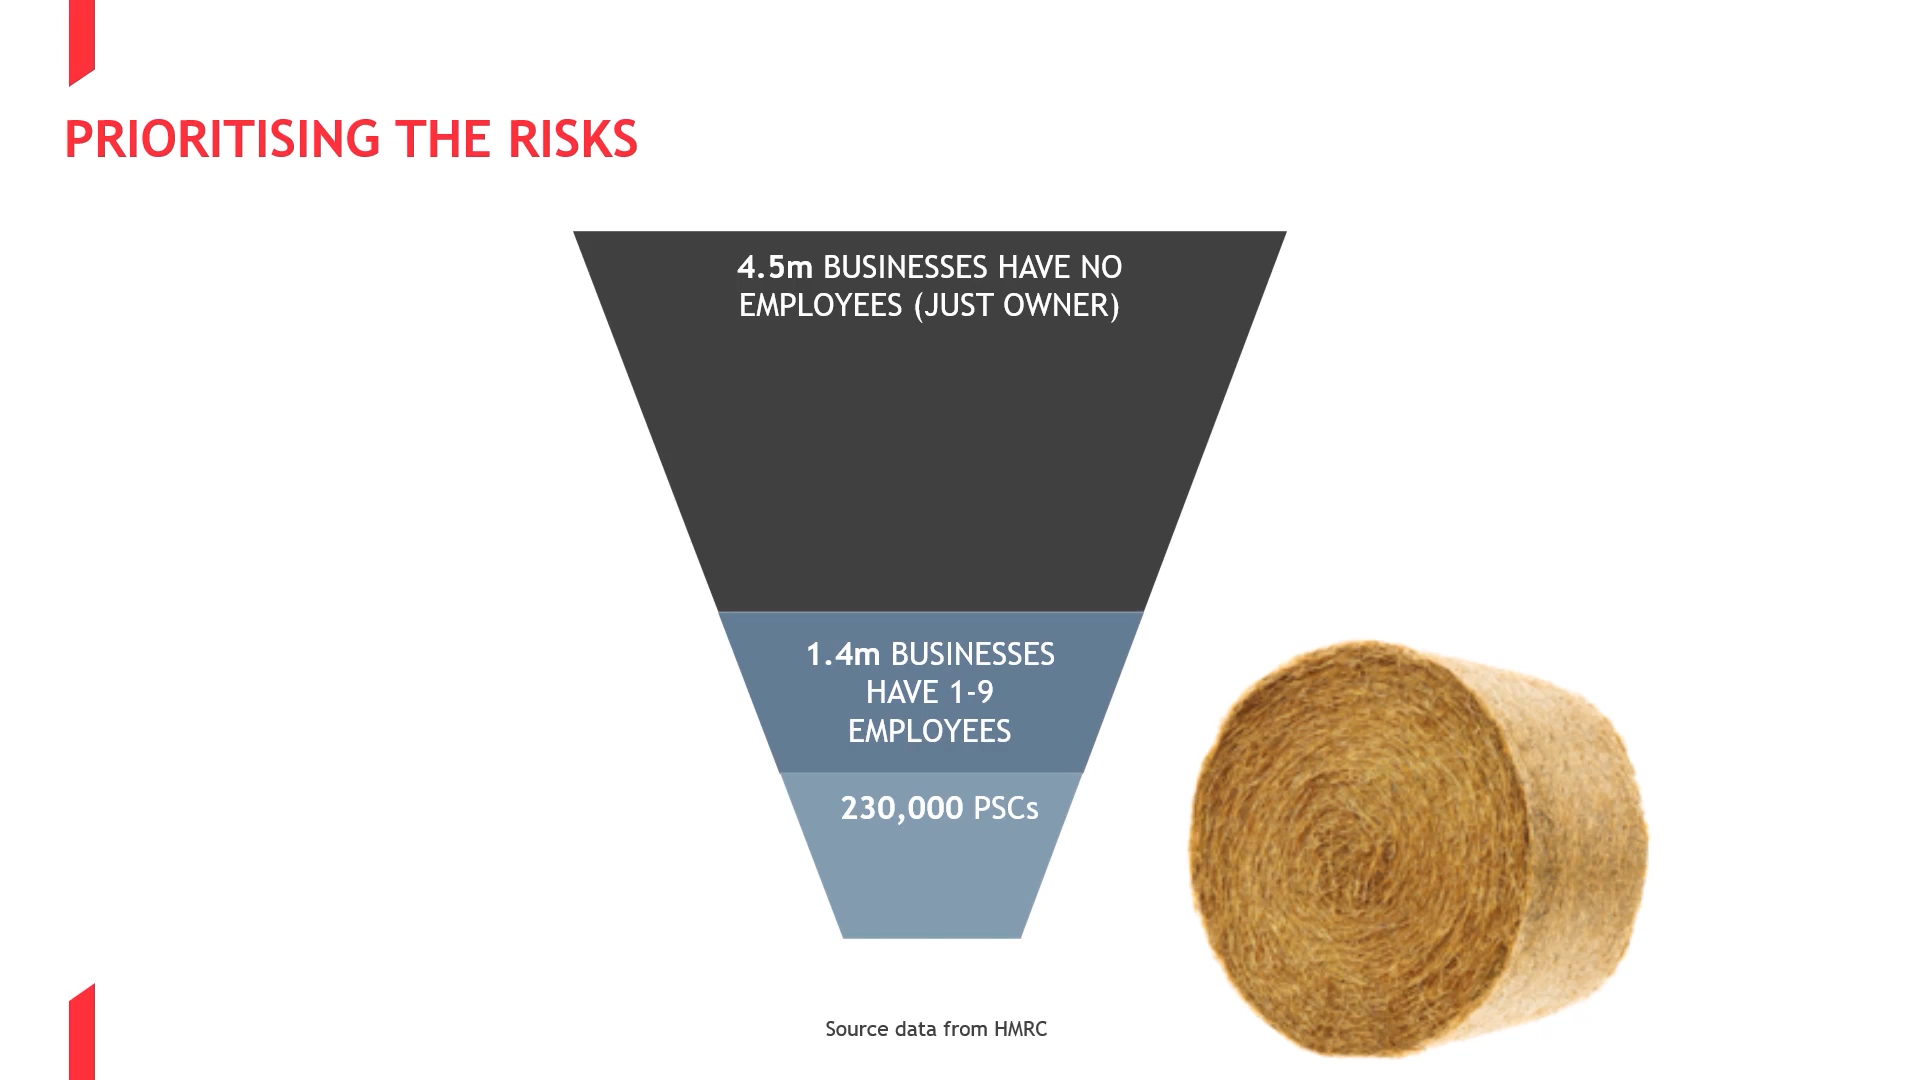 PRIORITISING THE RISKS
4.5m BUSINESSES HAVE NO
EMPLOYEES (JUST OWNER)
1.4m BUSINESSES
HAVE 1-9
EMPLOYEES
230,000 PSCs
Source data from HMRC